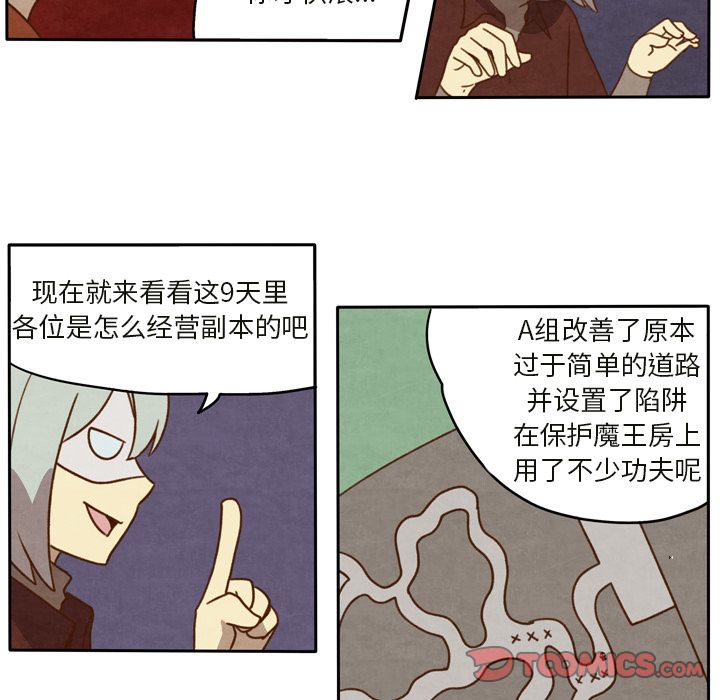 现在就来看看这9天里
各位是怎么经营副本的吧
A组改善了原本
过于简单的道路
并设置了陷阱
在保护魔王房上
用了不少功夫呢
TOOMICS.COM